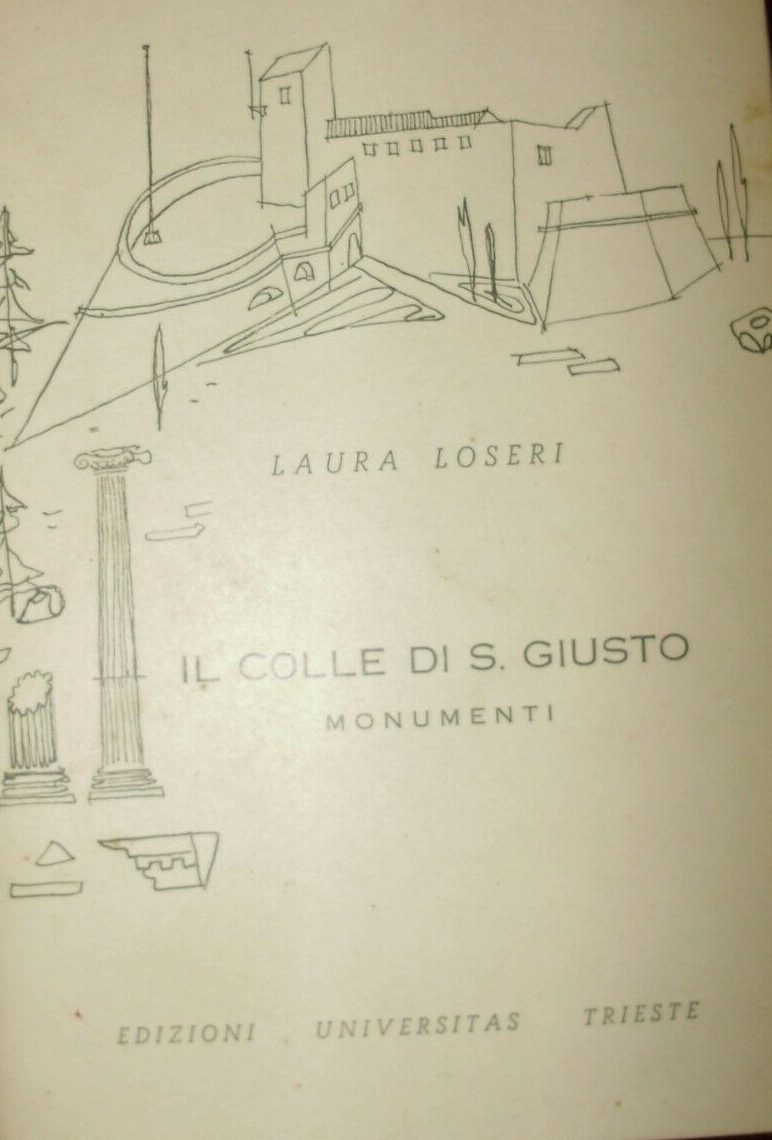 LAURA LOSERI
IL COLLE DI S. GIUSTO
MONUMENTI
EDIZIONI UNIVERSITAS TRIESTE